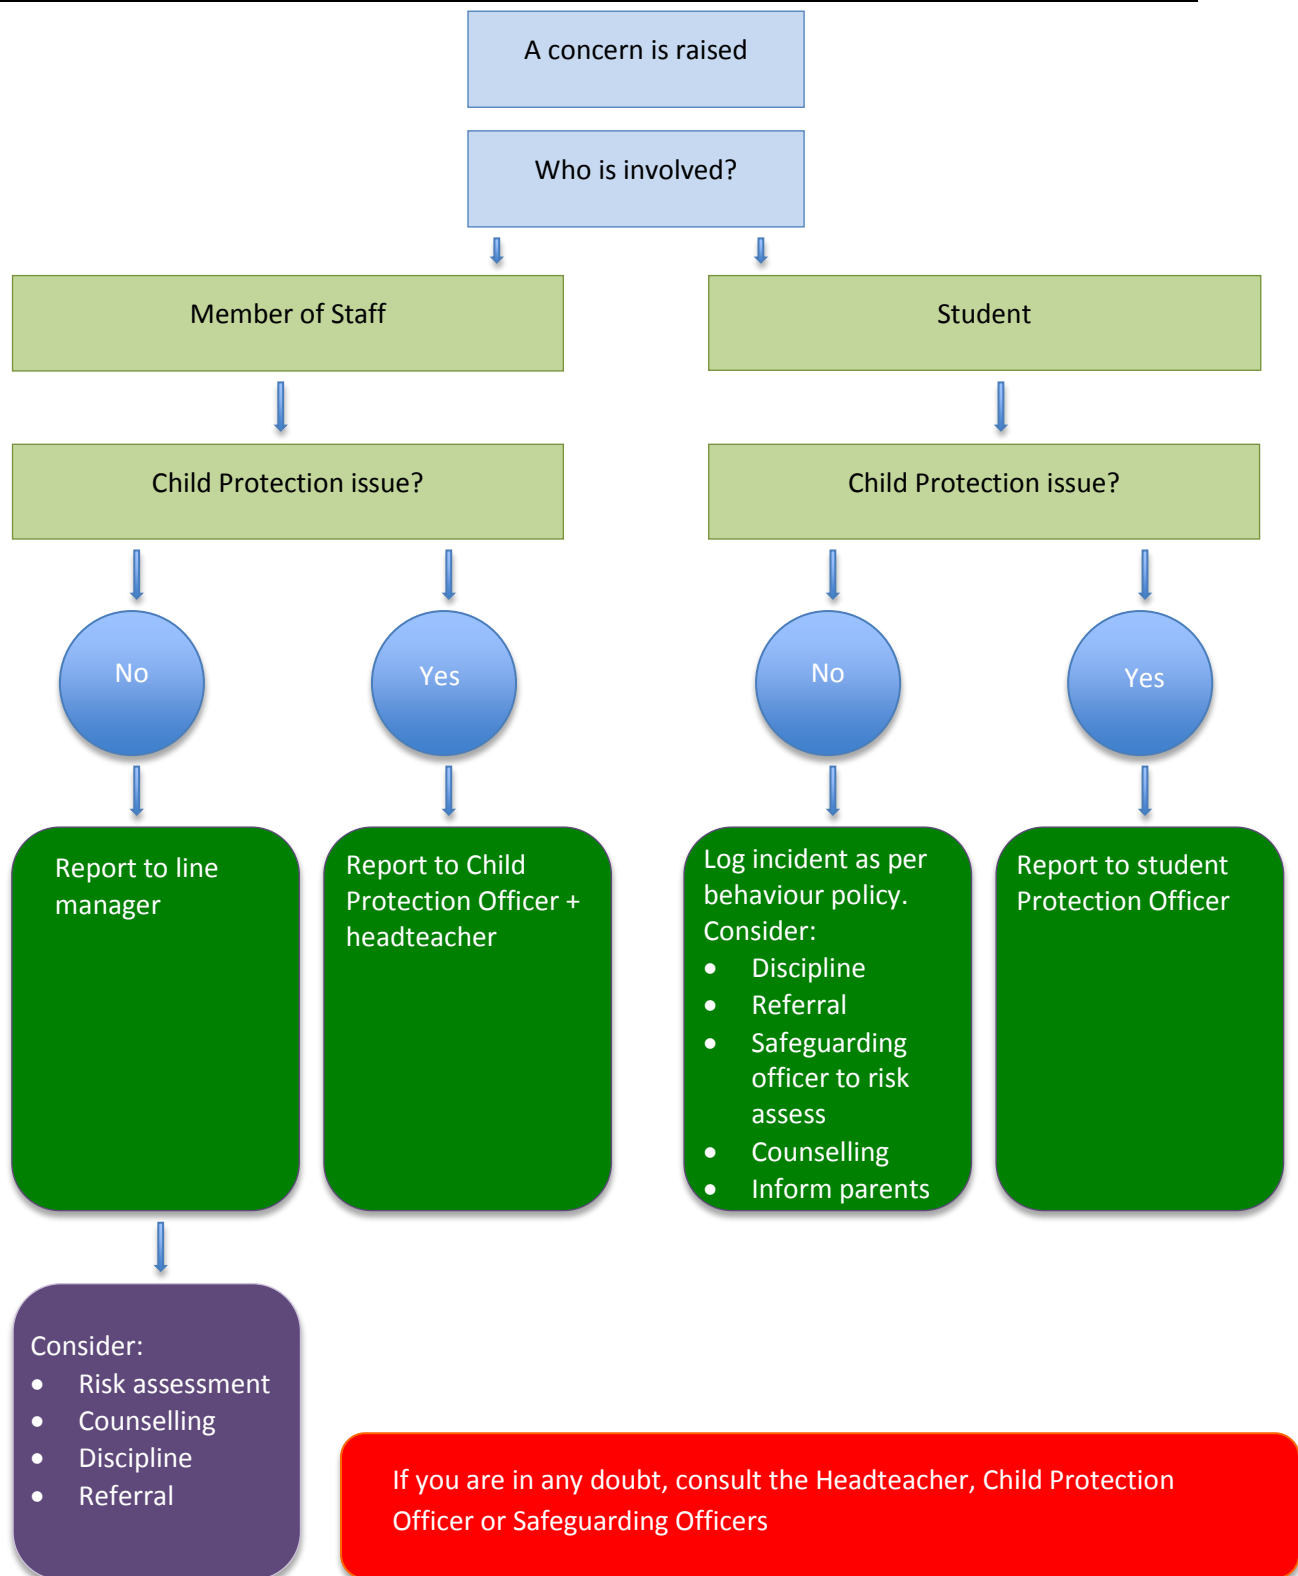 A concern is raised
Who is involved?
Member of Staff
Student
Child Protection issue?
Child Protection issue?
No
Yes
No
Yes
Report to line
manager
Report to Child
Protection Officer +
headteacher
Log incident as per
behaviour policy.
Consider:
• Discipline
• Referral
• Safeguarding
officer to risk
assess
• Counselling
• Inform parents
Report to student
Protection Officer
Consider:
• Risk assessment
• Counselling
• Discipline
• Referral
If you are in any doubt, consult the Headteacher, Child Protection
Officer or Safeguarding Officers